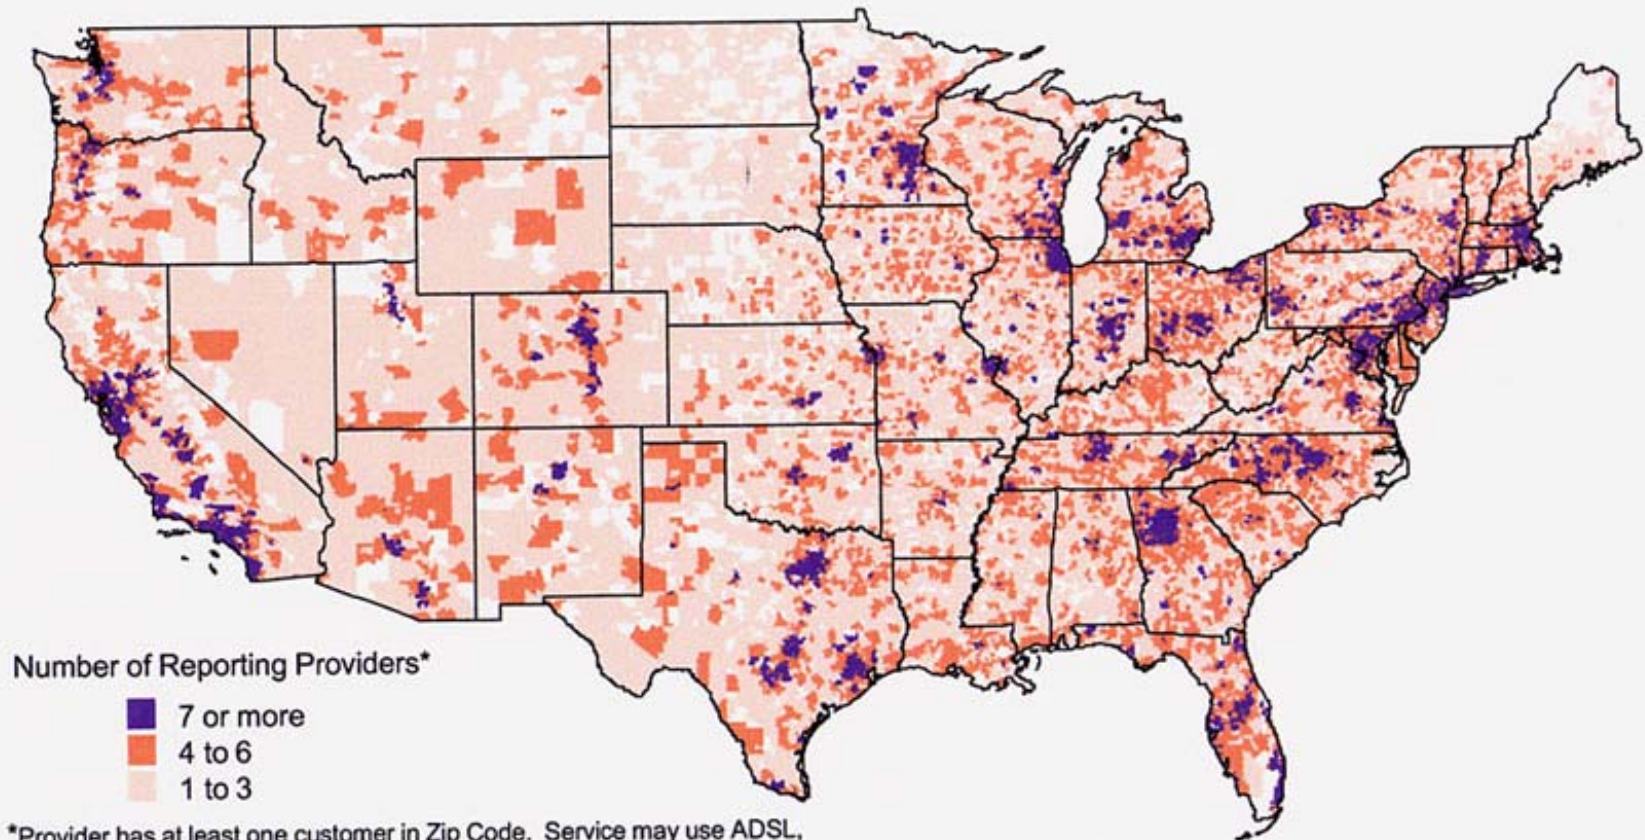 Number of Reporting Providers*
7 or more
4 to 6
1 to 3
*Provider has at least one customer in Zip Code. Service may use ADSL,